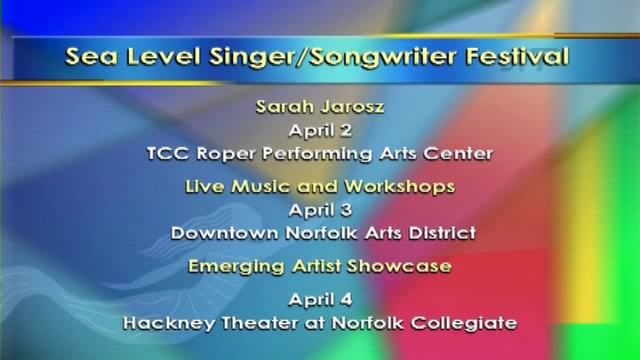 Sea Level Singer/Songwriter Festival
Sarah Jarosz
April 2
TCC Roper Performing Arts Center
Live Music and Workshops
April 3
Downtown Norfolk Arts District
Emerging Artist Showcase
April 4
Hackney Theater at Norfolk Collegiate